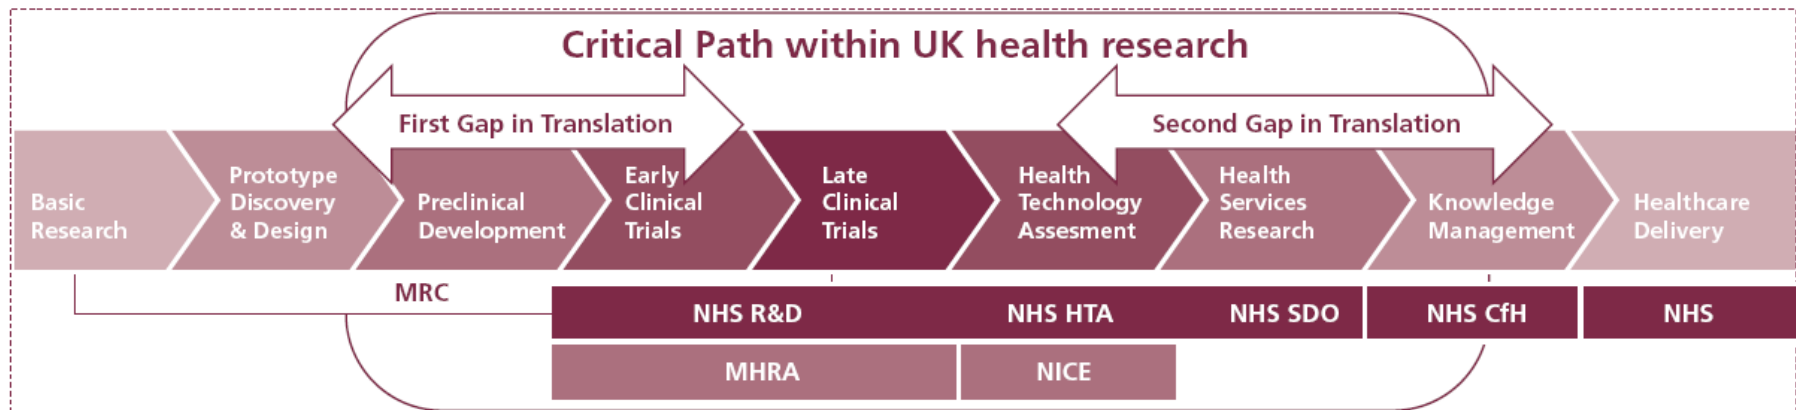 Critical Path within UK health research
First Gap in Translation
Second Gap in Translation
Basic
Research
Prototype
Discovery
& Design
Preclinical
Development
Early
Clinical
Trials
Late
Clinical
Trials
Health
Technology
Assesment
Health
Services
Research
Knowledge
Management
Healthcare
Delivery
MRC
NHS R&D
NHS HTA
NHS SDO
NHS CfH
NHS
MHRA
NICE